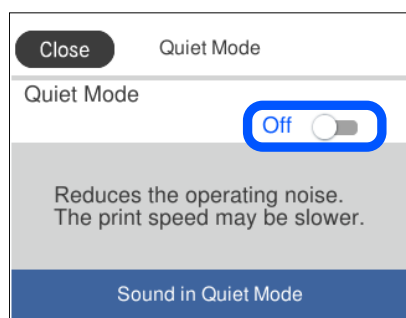 Close Quiet Mode
Quiet Mode
Off
Reduces the operating noise.
The print speed may be slower.
Sound in Quiet Mode